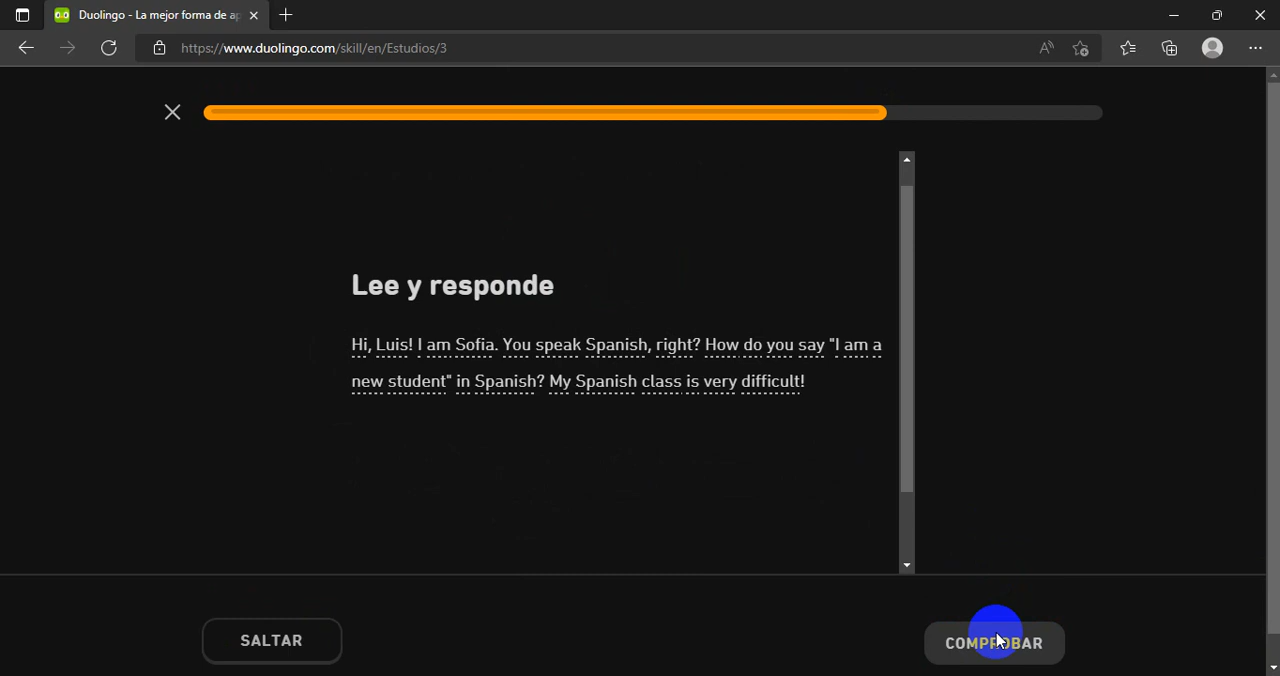 Duolingo - La mejor forma de ap
https://www.duolingo.com/skill/en/Estudios/3
Lee y responde
Hi, Luis! I am Sofia. You speak Spanish, right? How do you say "I am a
new student" in Spanish? My Spanish class is very difficult!
SALTAR
COMPROBAR